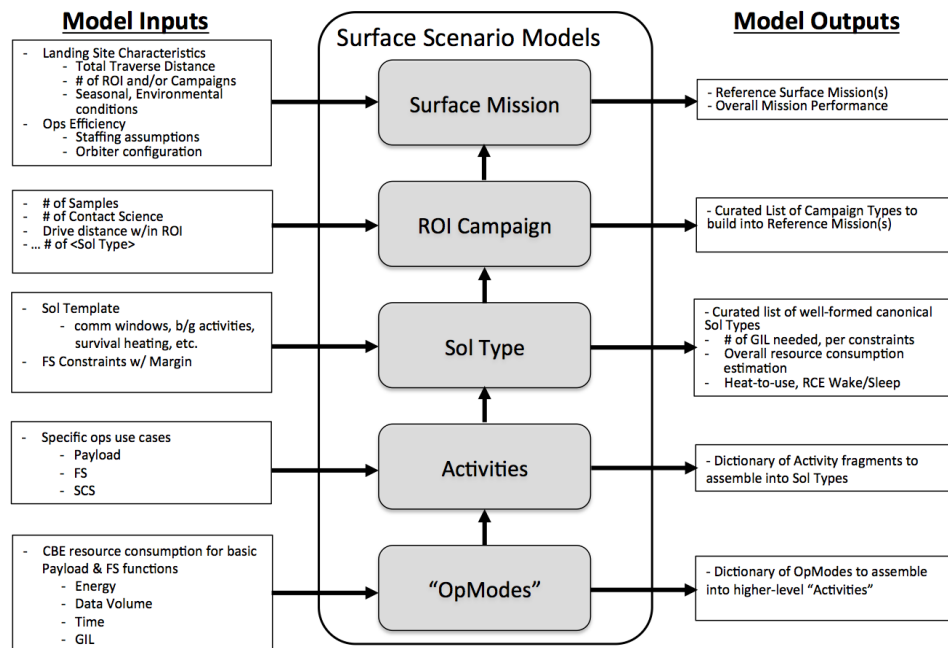 Model Inputs
- Landing Site Characteristics
- Total Traverse Distance
- # of ROI and/or Campaigns
- Seasonal, Environmental
conditions
- Ops Efficiency
- Staffing assumptions
- Orbiter configuration
- # of Samples
- # of Contact Science
- Drive distance w/in ROI
- ... # of <Sol Type>
- Sol Template
- comm windows, b/g activities,
survival heating, etc.
- FS Constraints w/ Margin
- Specific ops use cases
- Payload
- FS
- SCS
- CBE resource consumption for basic
Payload & FS functions
- Energy
- Data Volume
- Time
- GIL
Surface Scenario Models
Surface Mission
ROI Campaign
Sol Type
Activities
“OpModes”
Model Outputs
- Reference Surface Mission(s)
- Overall Mission Performance
- Curated List of Campaign Types to
build into Reference Mission(s)
- Curated list of well-formed canonical
Sol Types
- # of GIL needed, per constraints
- Overall resource consumption
estimation
- Heat-to-use, RCE Wake/Sleep
- Dictionary of Activity fragments to
assemble into Sol Types
- Dictionary of OpModes to assemble
into higher-level “Activities”